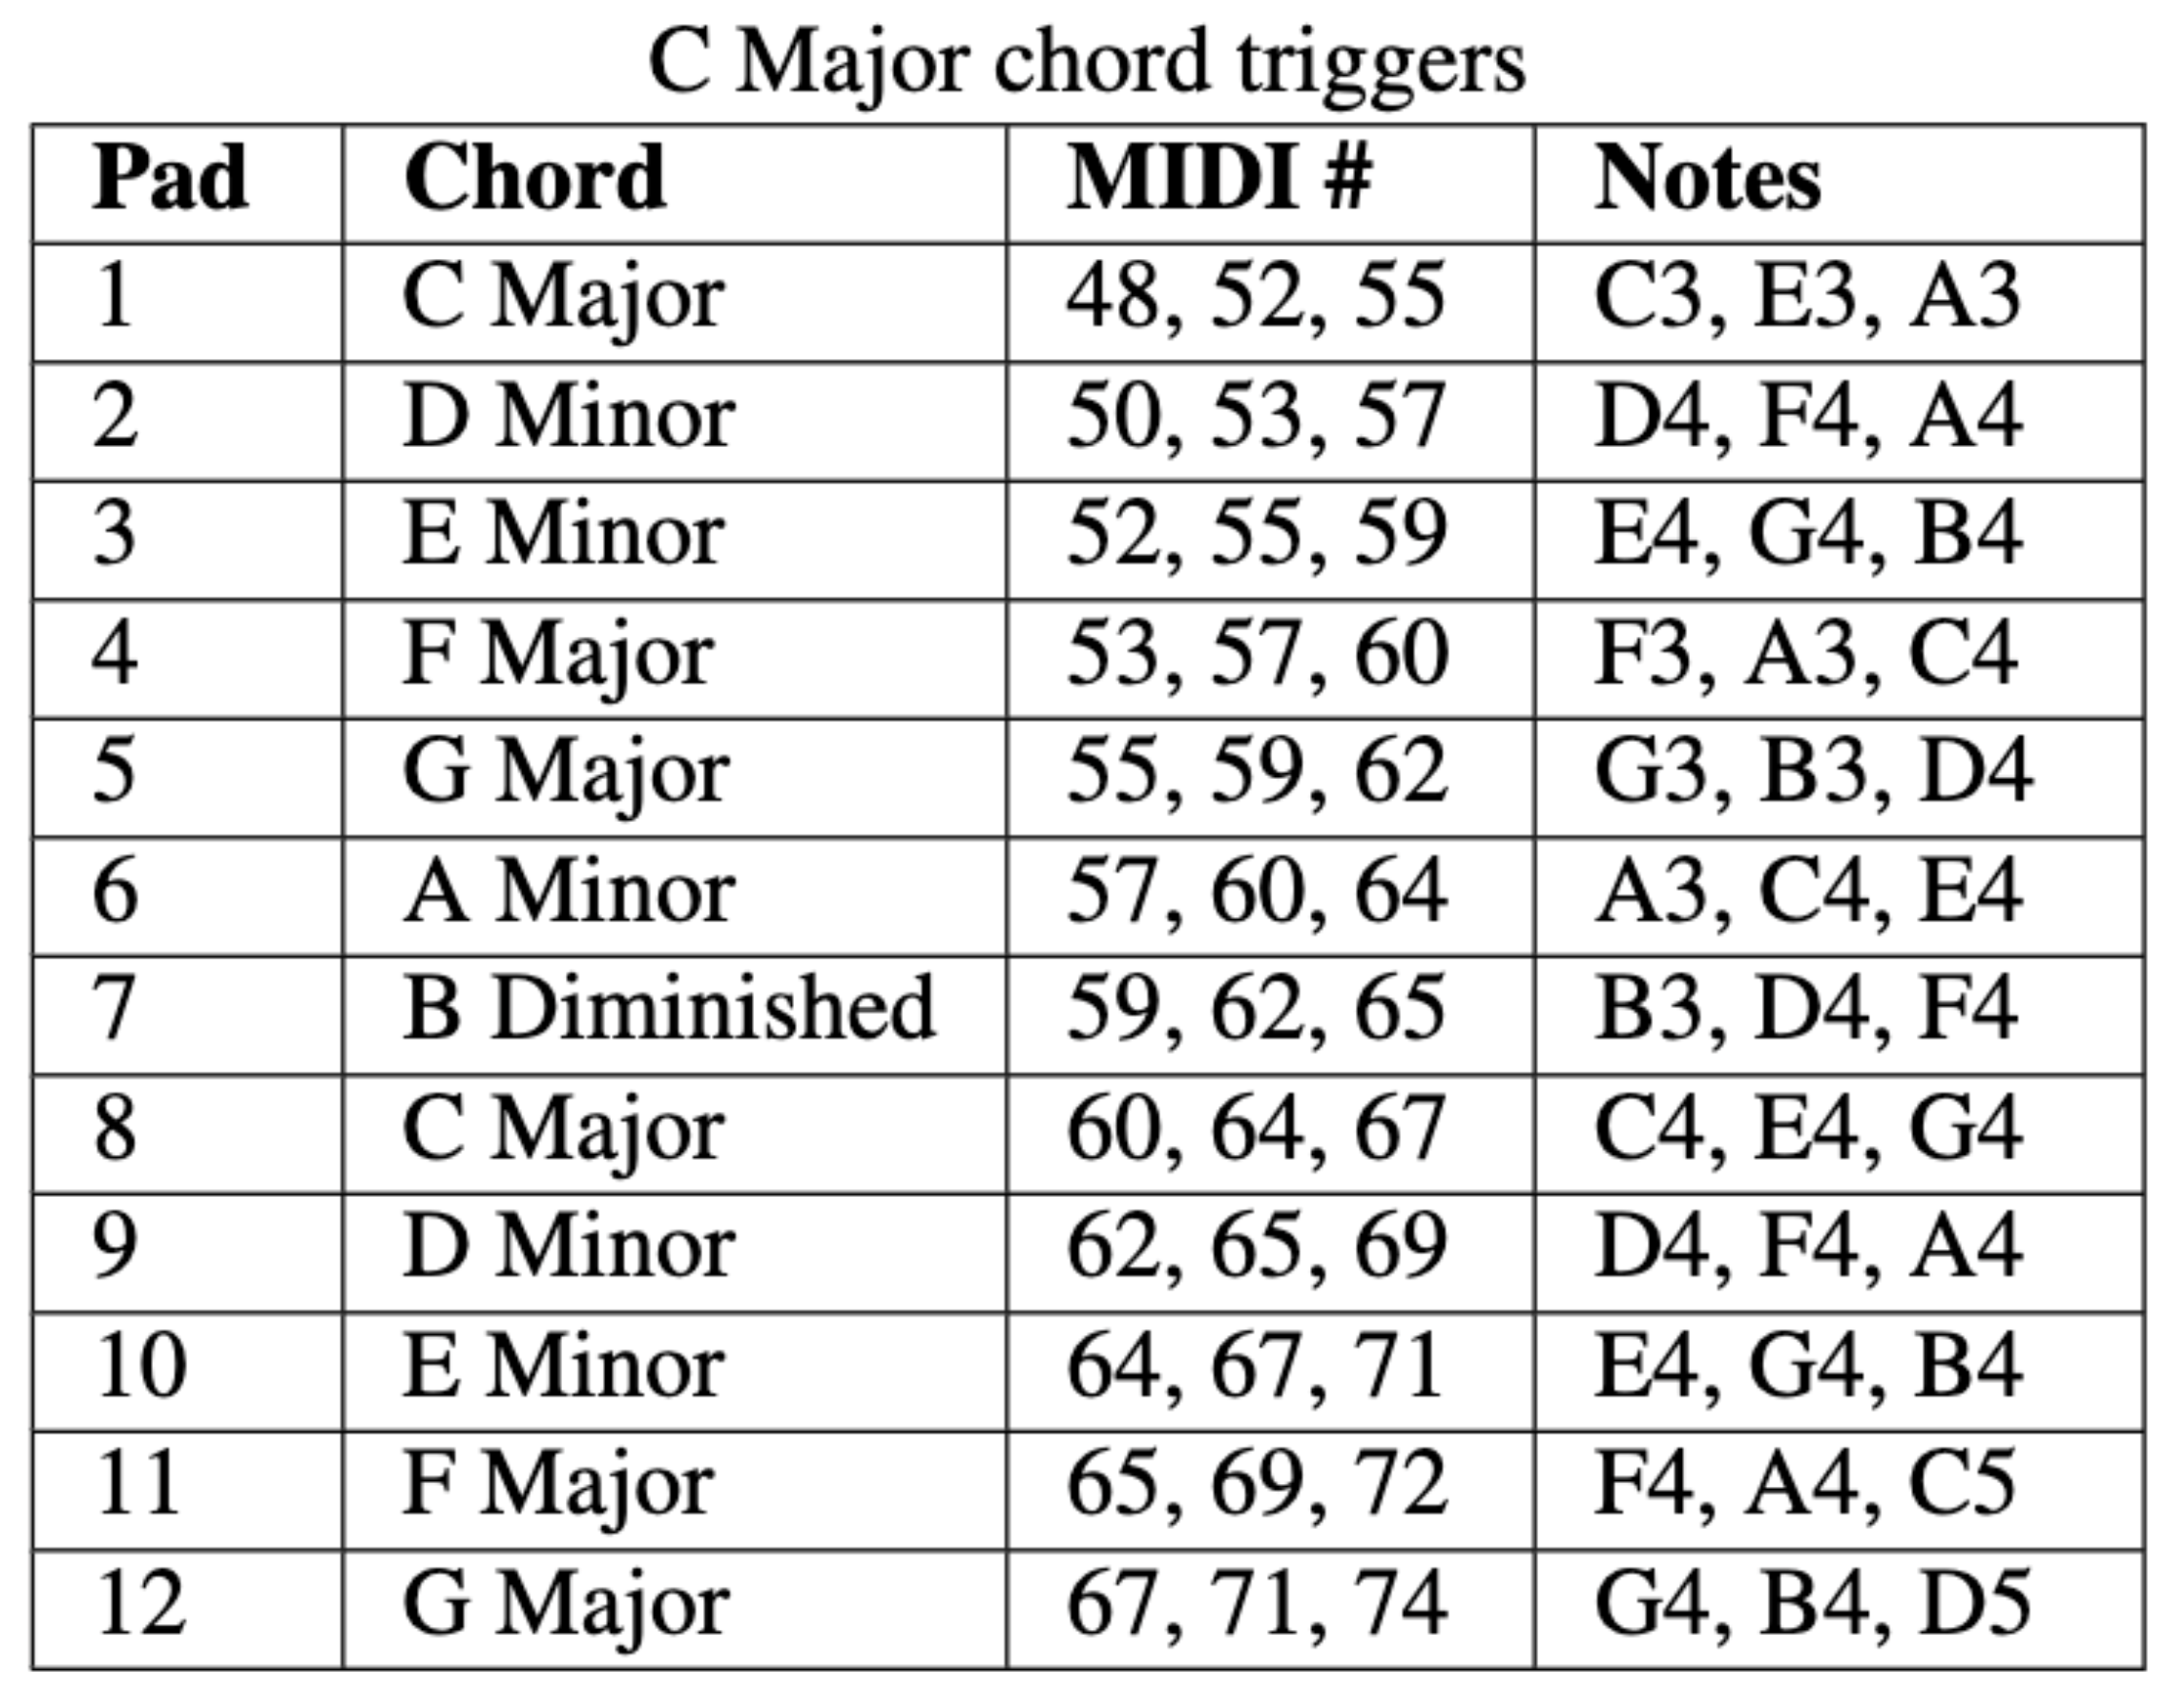 C Major chord triggers
Pad Chord MIDI # Notes
1 C Major 48, 52, 55 C3, E3, A3
2 D Minor 50, 53, 57 D4, F4, A4
3 E Minor 52, 55, 59 E4, G4, B4
4 F Major 53, 57, 60 F3, A3, C4
5 G Major 55, 59, 62 G3, B3, D4
6 A Minor 57, 60, 64 A3, C4, E4
7 B Diminished 59, 62, 65 B3, D4, F4
8 C Major 60, 64, 67 C4, E4, G4
9 D Minor 62, 65, 69 D4, F4, A4
10 E Minor 64, 67, 71 E4, G4, B4
11 F Major 65, 69, 72 F4, A4, C5
12 G Major 67, 71, 74 G4, B4, D5